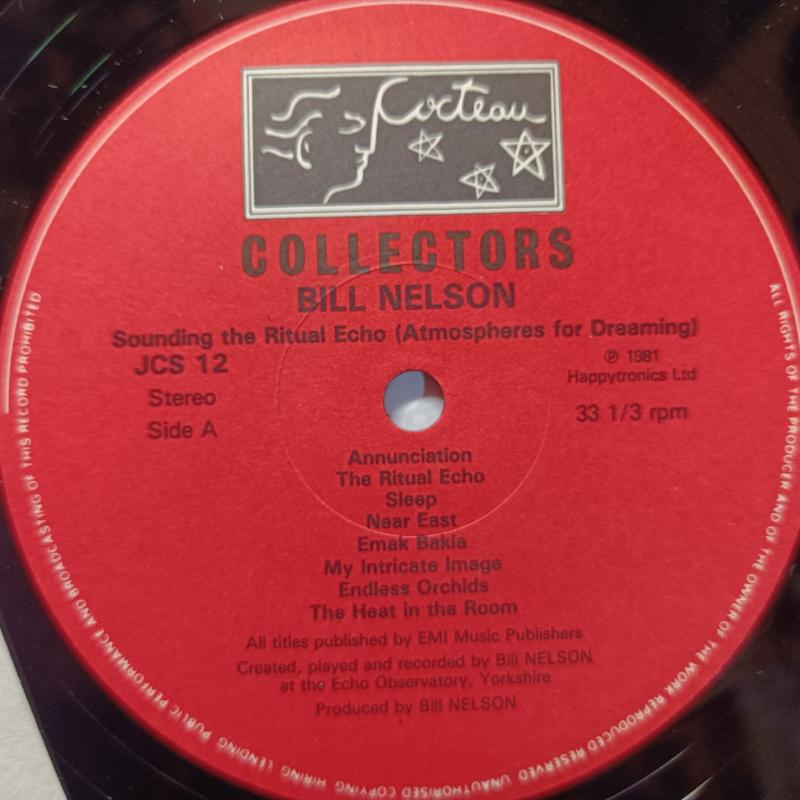 Cocteau
COLLECTORS
BILL NELSON
Sounding the Ritual Echo (Atmospheres for Dreaming)
JCS 12
℗ 1981
Happytronics Ltd
Stereo
33 1/3 rpm
Side A
Annunciation
The Ritual Echo
Sleep
Near East
Emak Bakia
My Intricate Image
Endless Orchids
The Heat in the Room
All titles published by EMI Music Publishers
Created, played and recorded by Bill NELSON
at the Echo Observatory, Yorkshire
Produced by Bill NELSON
ALL RIGHTS OF THE PRODUCER AND OF THE OWNER OF THE WORK REPRODUCED RESERVED UNAUTHORISED COPYING HIRING LENDING PUBLIC PERFORMANCE AND BROADCASTING OF THIS RECORD PROHIBITED